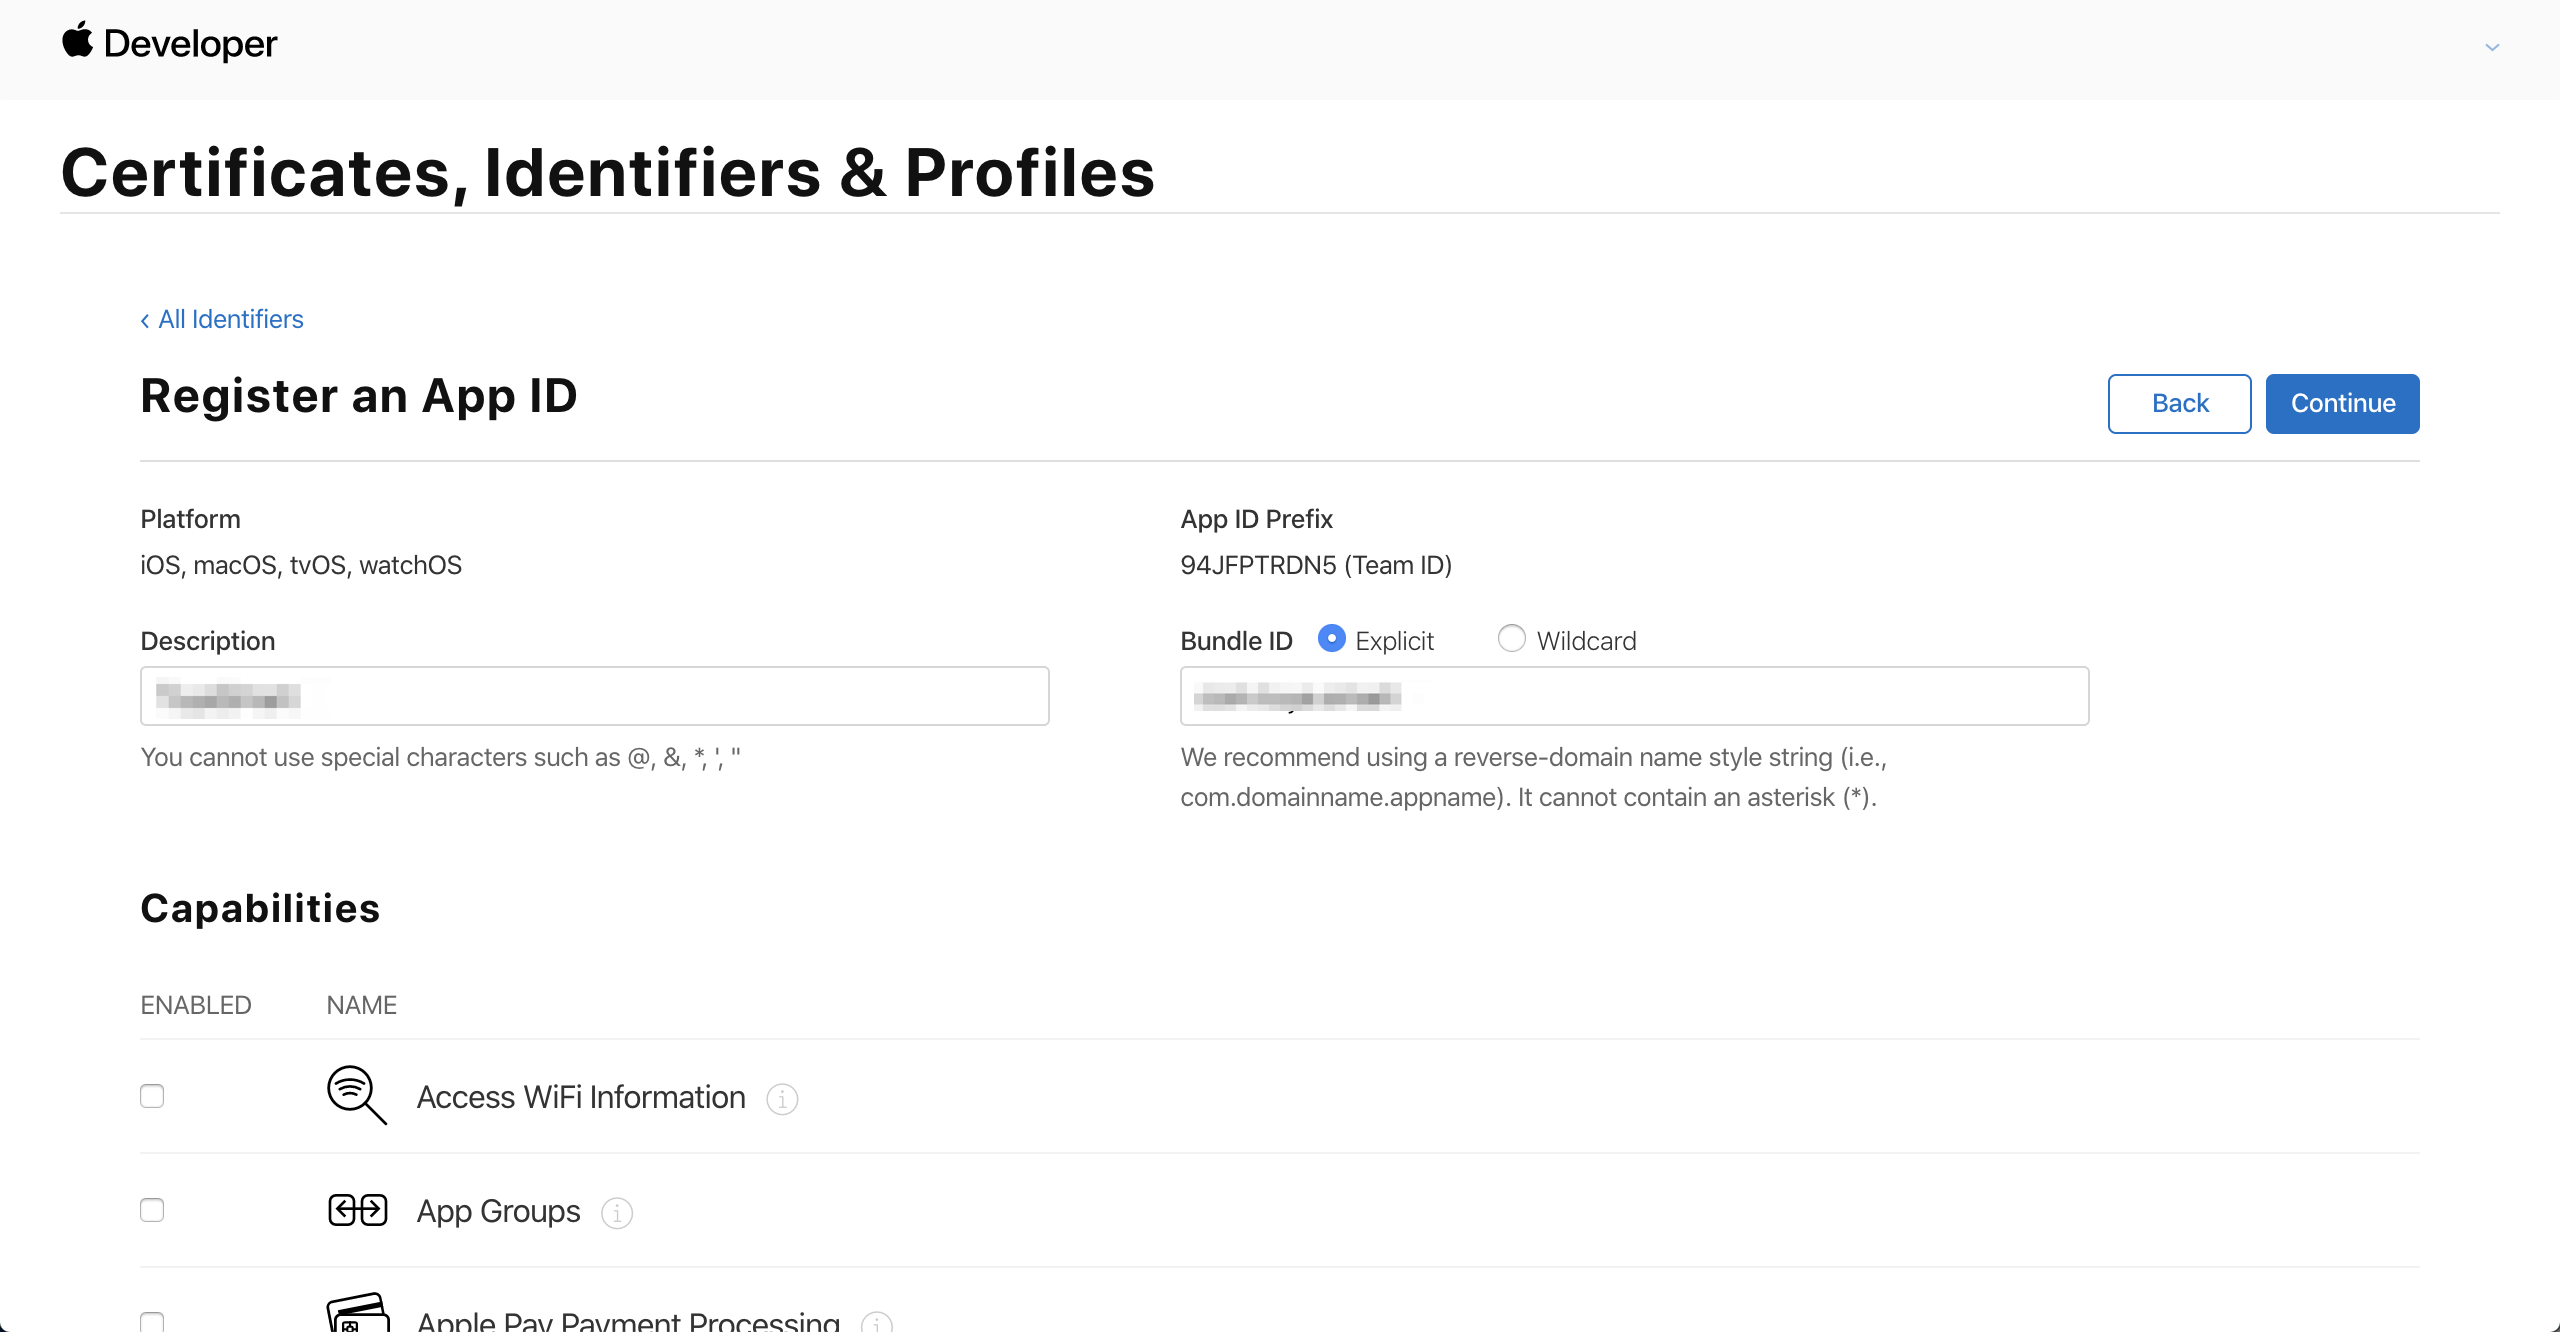 Developer
Certificates, Identifiers & Profiles
‹ All Identifiers
Register an App ID
Back
Continue
Platform
iOS, macOS, tvOS, watchOS
App ID Prefix
94JFPTRDN5 (Team ID)
Description
You cannot use special characters such as @, &, *, ', "
Bundle ID Explicit Wildcard
We recommend using a reverse-domain name style string (i.e.,
com.domainname.appname). It cannot contain an asterisk (*).
Capabilities
ENABLED NAME
Access WiFi Information
App Groups
Apple Pay Payment Processing